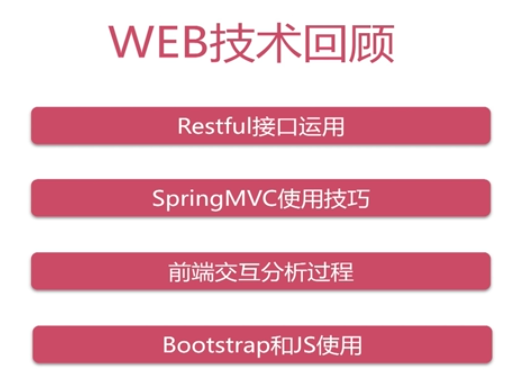 WEB技术回顾
Restful接口运用
SpringMVC使用技巧
前端交互分析过程
Bootstrap和JS使用